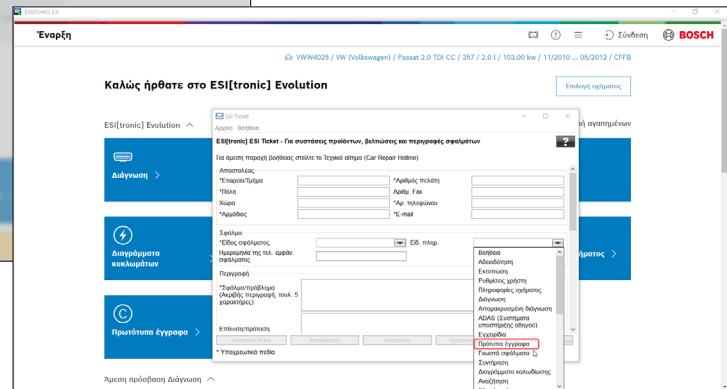 ESI[tronic] 2.0
Έναρξη
Σύνδεση
BOSCH
VWW4025 / VW (Volkswagen) / Passat 2.0 TDI CC / 357 / 2.0 l / 103.00 kw / 11/2010 ... 05/2012 / CFFB
Καλώς ήρθατε στο ESI[tronic] Evolution
Επιλογή οχήματος
ESI[tronic] Evolution
ή αγαπημένων
Διάγνωση
Διαγράμματα
κυκλωμάτων
ήματος
Πρωτότυπα έγγραφα
Άμεση πρόσβαση Διάγνωση
ESI Ticket
Αρχείο Βοήθεια
ESI[tronic] ESI Ticket - Για συστάσεις προϊόντων, βελτιώσεις και περιγραφές σφαλμάτων
Για άμεση παροχή βοήθειας στείλτε το Τεχνικό αίτημα (Car Repair Hotline)
Αποστολέας
*Εταιρεία/Τμήμα *Αριθμός πελάτη
*Πόλη Αριθμ. Fax
Χώρα *Αρ. τηλεφώνου
*Αρμόδιος *E-mail
Σφάλμα
*Είδος σφάλματος Είδ. πληρ.
Ημερομηνία της τελ. εμφάν.
σφάλματος
Περιγραφή
*Σφάλμα/πρόβλημα
(Ακριβής περιγραφή, τουλ. 5
χαρακτήρες)
Επίλυση/πρόταση
Αποστολή Ticket Αποθήκευση Εκτύπωση
* Υποχρεωτικά πεδία
Βοήθεια
Αδειοδότηση
Εκτύπωση
Ρυθμίσεις χρήστη
Πληροφορίες οχήματος
Διάγνωση
Απομακρυσμένη διάγνωση
ADAS (Συστήματα
υποστήριξης οδηγού)
Εγχειρίδια
Πρότυπα έγγραφα
Γνωστά σφάλματα
Συντήρηση
Διαγράμματα καλωδίωσης
Αναζήτηση